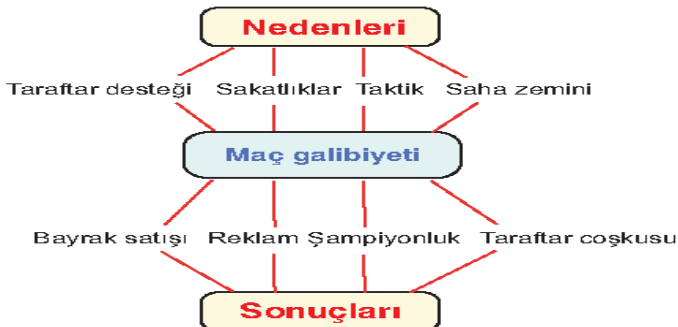 Nedenleri
Taraftar desteği Sakatlıklar Taktik Saha zemini
Maç galibiyeti
Bayrak satışı Reklam Şampiyonluk Taraftar coşkusu
Sonuçları